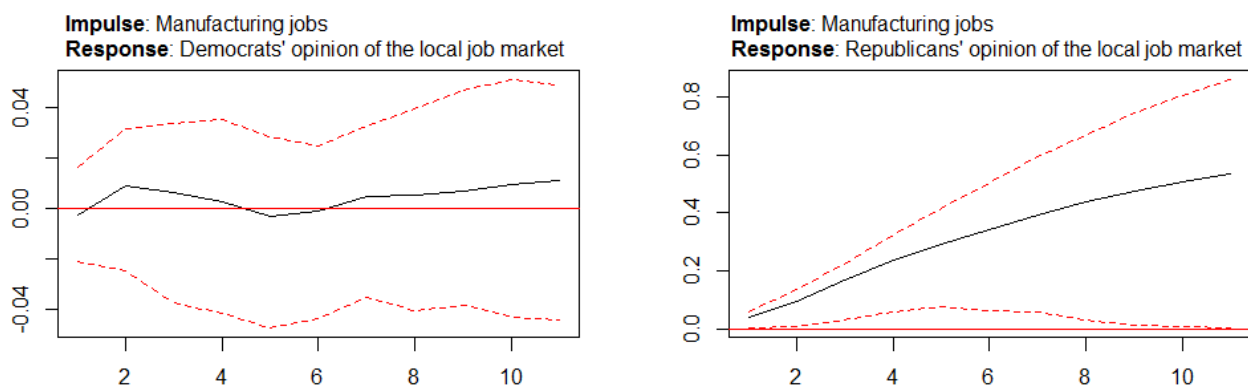 Impulse: Manufacturing jobs
Response: Democrats' opinion of the local job market
0.04
0.00
-0.04
2 4 6 8 10
Impulse: Manufacturing jobs
Response: Republicans' opinion of the local job market
0.8
0.6
0.4
0.2
0.0
2 4 6 8 10